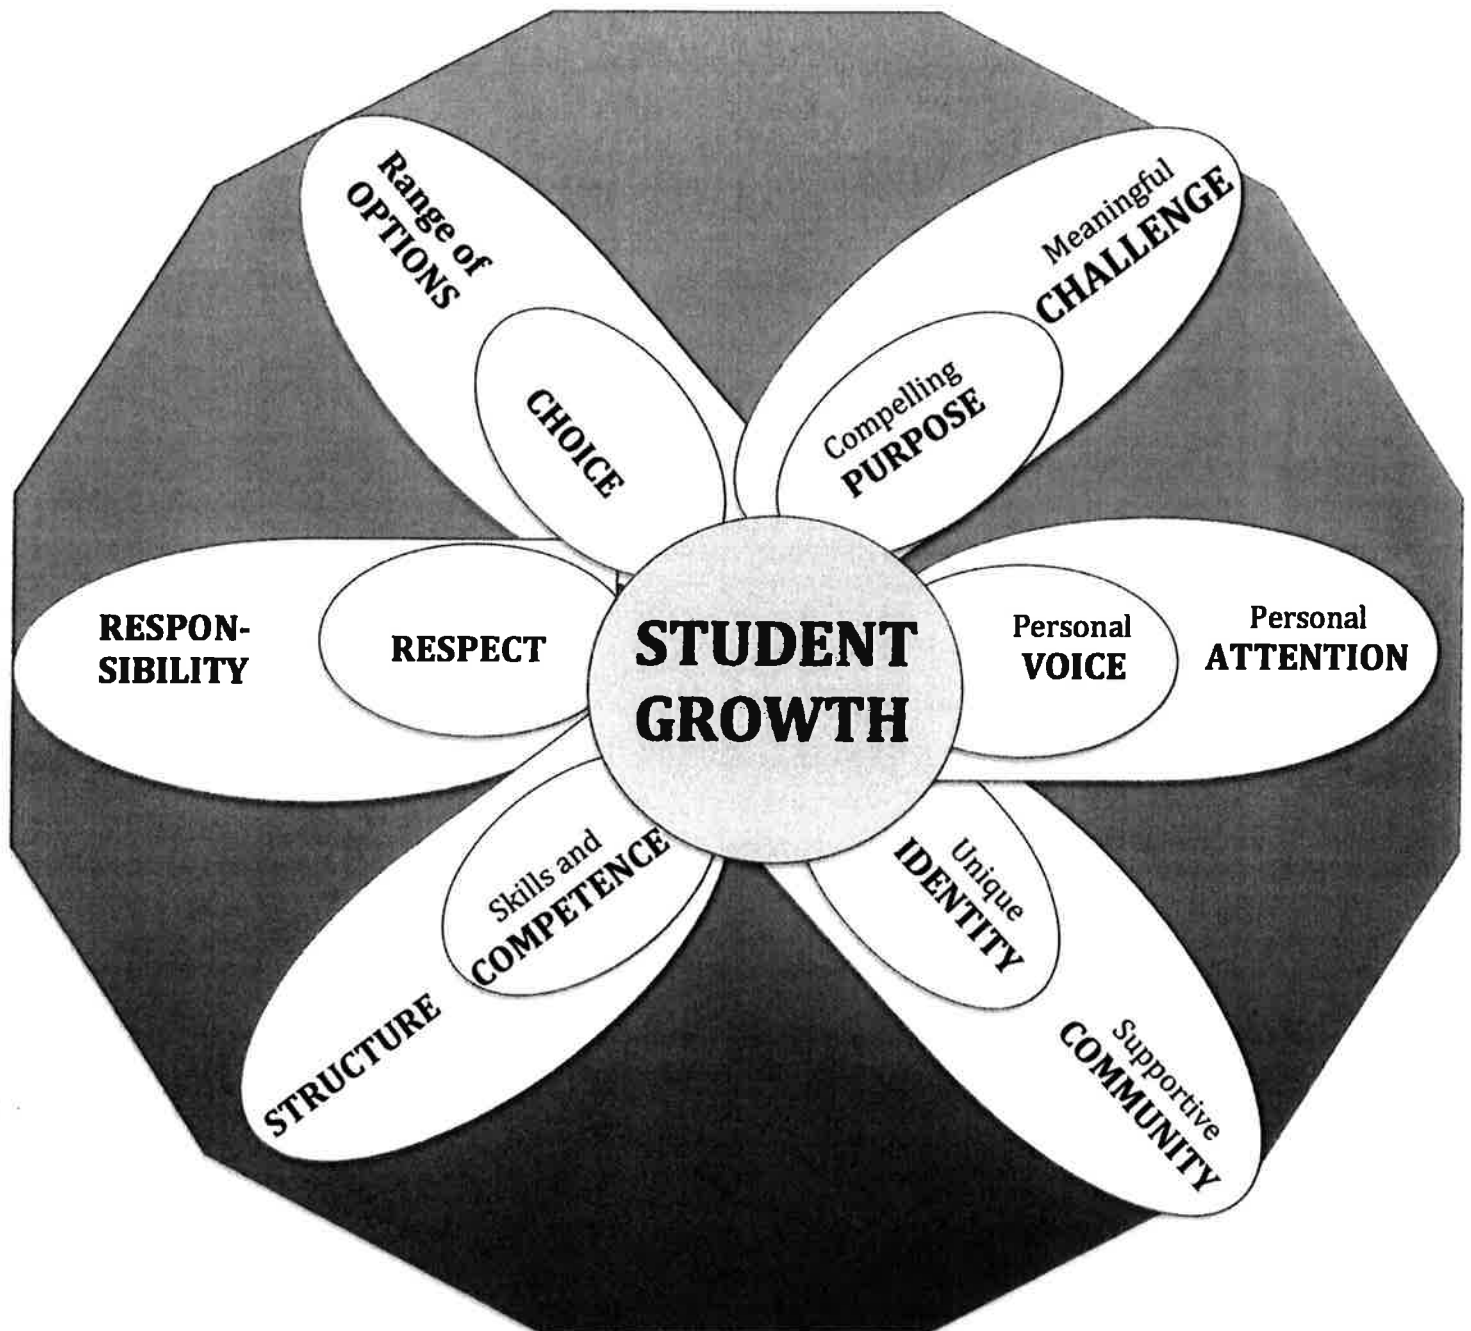 Range of
OPTIONS
CHOICE
Meaningful
CHALLENGE
Compelling
PURPOSE
RESPON-
SIBILITY
RESPECT
STUDENT
GROWTH
Personal
VOICE
Personal
ATTENTION
Skills and
COMPETENCE
STRUCTURE
Unique
IDENTITY
Supportive
COMMUNITY